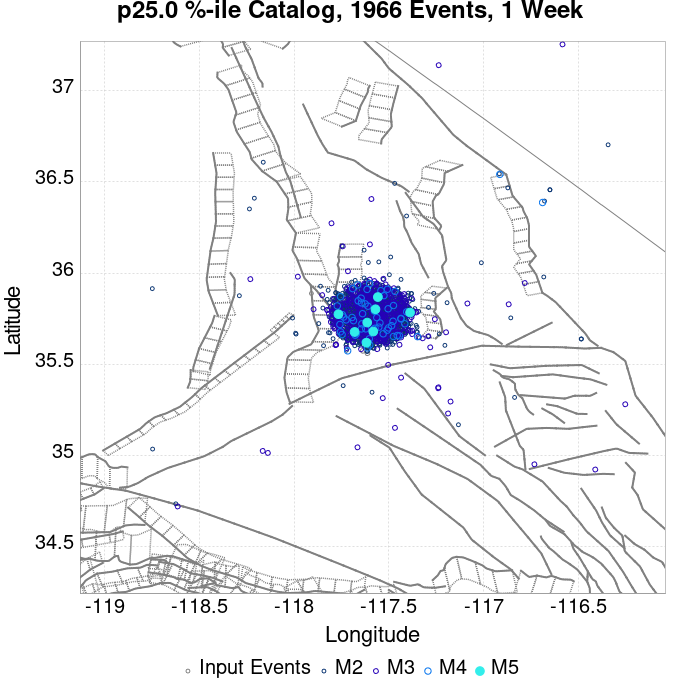 p25.0 %-ile Catalog, 1966 Events, 1 Week
37
36.5
36
35.5
35
34.5
Latitude
-119 -118.5 -118 -117.5 -117 -116.5
Longitude
Input Events M2 M3 M4 M5